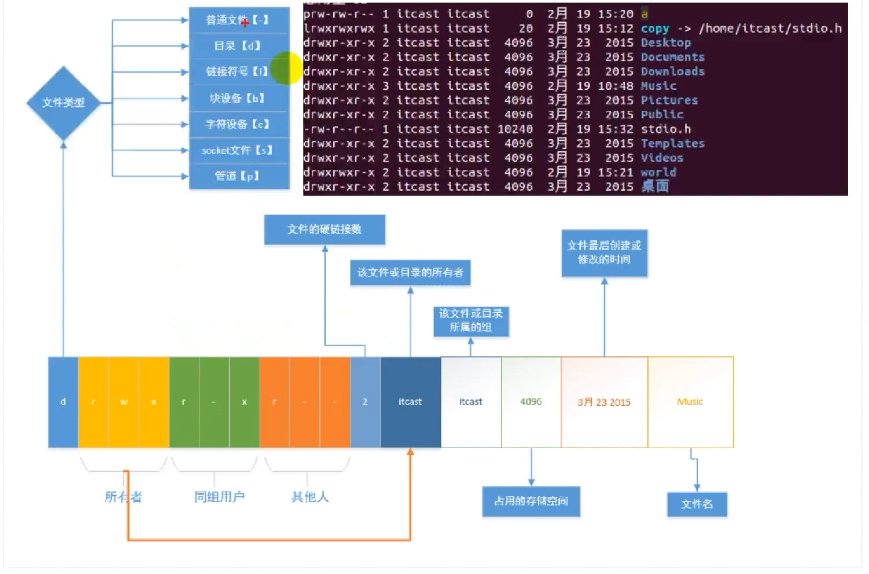 普通文件【-】
目录【d】
链接符号【l】
块设备【b】
字符设备【c】
socket文件【s】
管道【p】
文件类型
prw-rw-r-- 1 itcast itcast 0 2月 19 15:20 a
lrwxrwxrwx 1 itcast itcast 20 2月 19 15:12 copy -> /home/itcast/stdio.h
drwxr-xr-x 2 itcast itcast 4096 3月 23 2015 Desktop
drwxr-xr-x 2 itcast itcast 4096 3月 23 2015 Documents
drwxr-xr-x 2 itcast itcast 4096 3月 23 2015 Downloads
drwxr-xr-x 3 itcast itcast 4096 2月 19 10:48 Music
drwxr-xr-x 2 itcast itcast 4096 3月 23 2015 Pictures
drwxr-xr-x 2 itcast itcast 4096 3月 23 2015 Public
-rw-r--r-- 1 itcast itcast 10240 2月 19 15:32 stdio.h
drwxr-xr-x 2 itcast itcast 4096 3月 23 2015 Templates
drwxr-xr-x 2 itcast itcast 4096 3月 23 2015 Videos
drwxrwxr-x 2 itcast itcast 4096 2月 19 15:21 world
drwxr-xr-x 2 itcast itcast 4096 3月 23 2015 桌面
文件的硬链接数
该文件或目录的所有者
该文件或目录
所属的组
文件最后创建或
修改的时间
d r w x r - x r - - 2 itcast itcast 4096 3月 23 2015 Music
所有者 同组用户 其他人
占用的存储空间
文件名